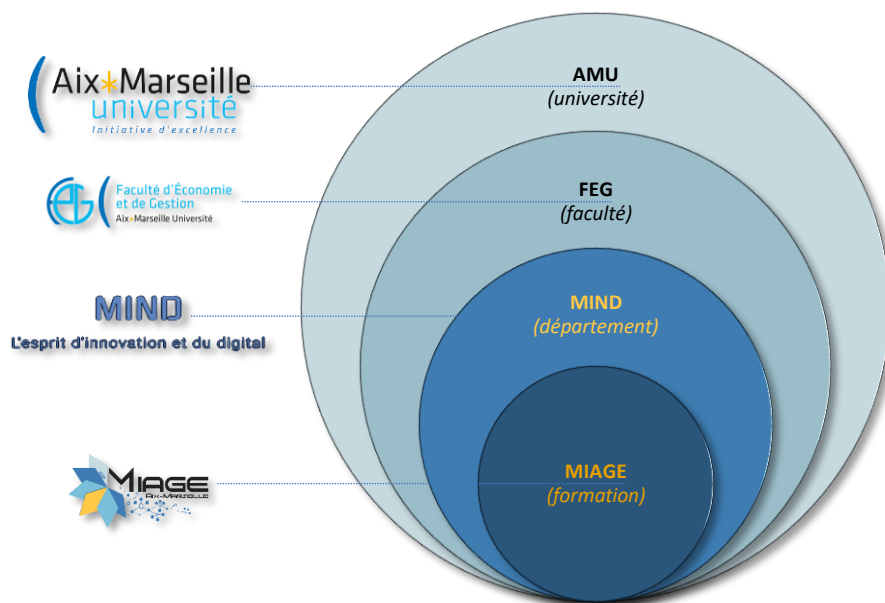 Aix*Marseille
université
Initiative d'excellence
AMU
(université)
FEG
Faculté d'Économie
et de Gestion
Aix*Marseille Université
FEG
(faculté)
MIND
L'esprit d'innovation et du digital
MIND
(département)
MIAGE
AIX-MARSEILLE
MIAGE
(formation)